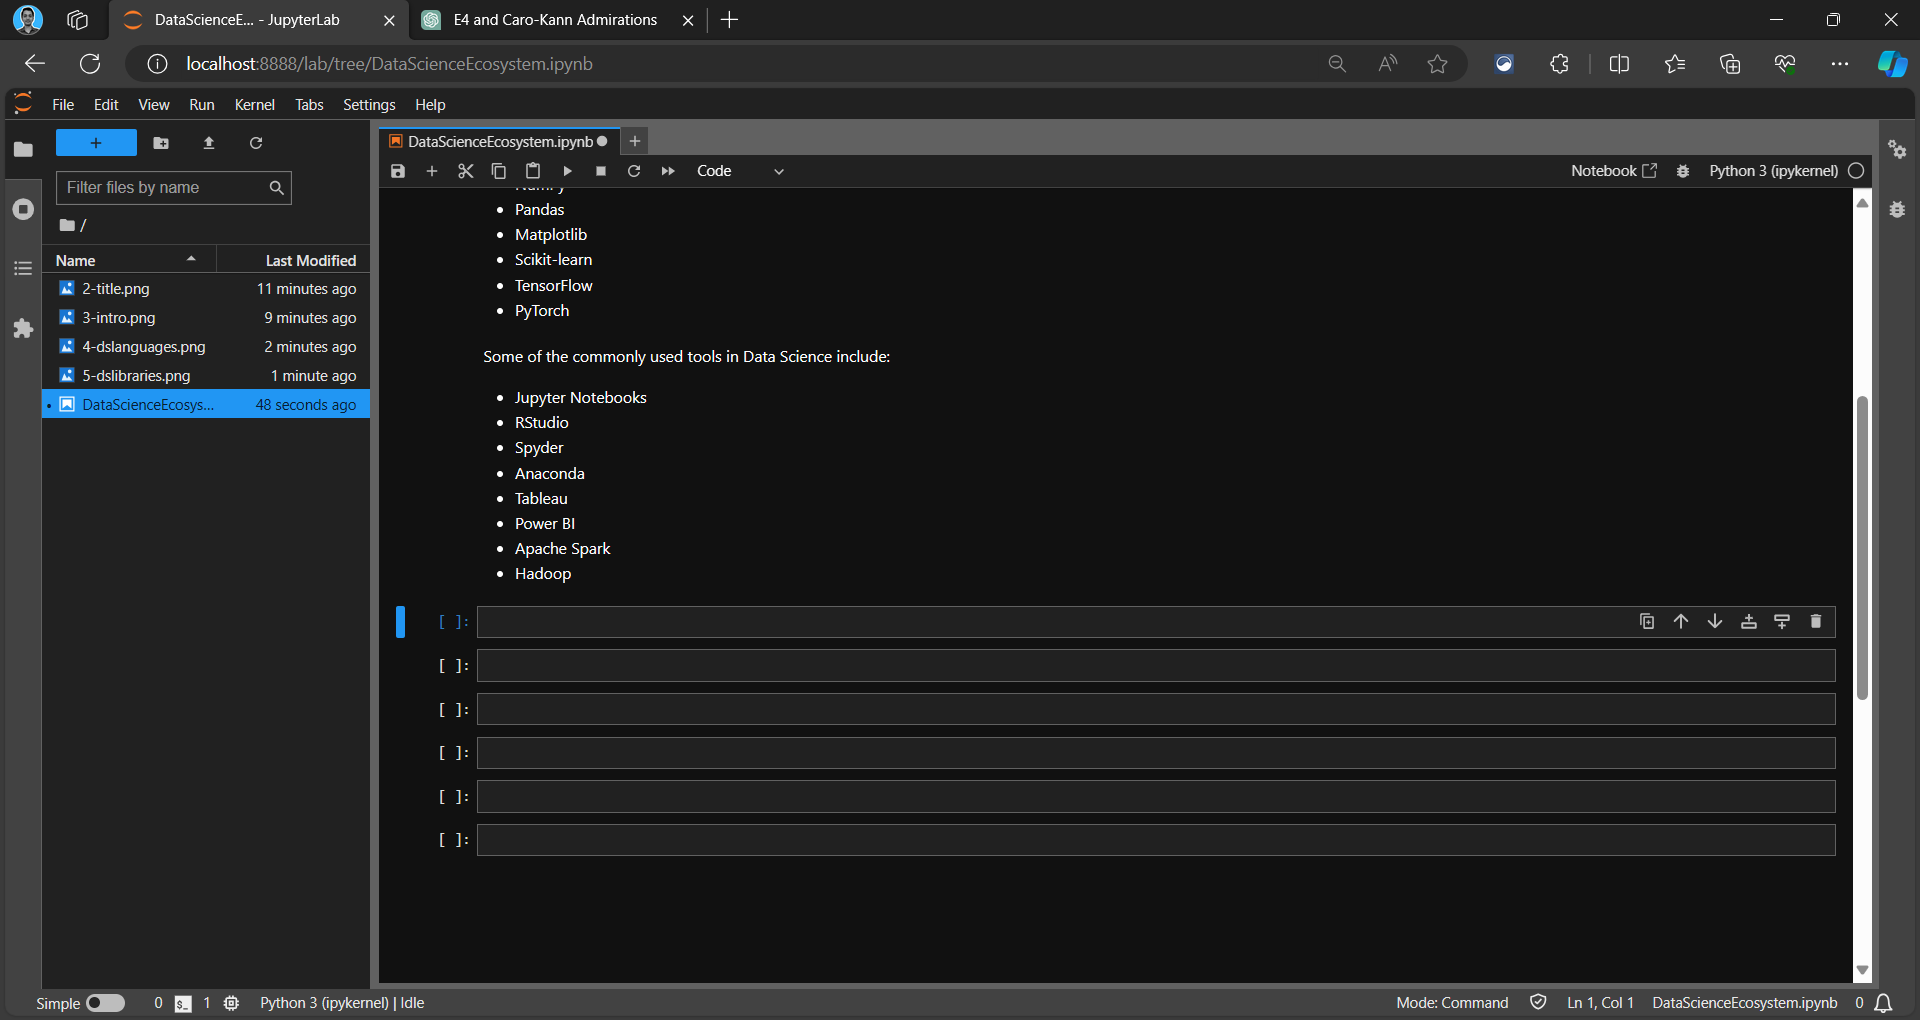 DataScienceE... - JupyterLab
E4 and Caro-Kann Admirations
localhost:8888/lab/tree/DataScienceEcosystem.ipynb
File Edit View Run Kernel Tabs Settings Help
+
DataScienceEcosystem.ipynb
Filter files by name
Code
Notebook
Python 3 (ipykernel)
/
Name
Last Modified
2-title.png 11 minutes ago
3-intro.png 9 minutes ago
4-dslanguages.png 2 minutes ago
5-dslibraries.png 1 minute ago
DataScienceEcosys... 48 seconds ago
• Pandas
• Matplotlib
• Scikit-learn
• TensorFlow
• PyTorch
Some of the commonly used tools in Data Science include:
• Jupyter Notebooks
• RStudio
• Spyder
• Anaconda
• Tableau
• Power BI
• Apache Spark
• Hadoop
[ ]:
[ ]:
[ ]:
[ ]:
[ ]:
[ ]:
Simple 0 1 Python 3 (ipykernel) | Idle
Mode: Command Ln 1, Col 1 DataScienceEcosystem.ipynb 0